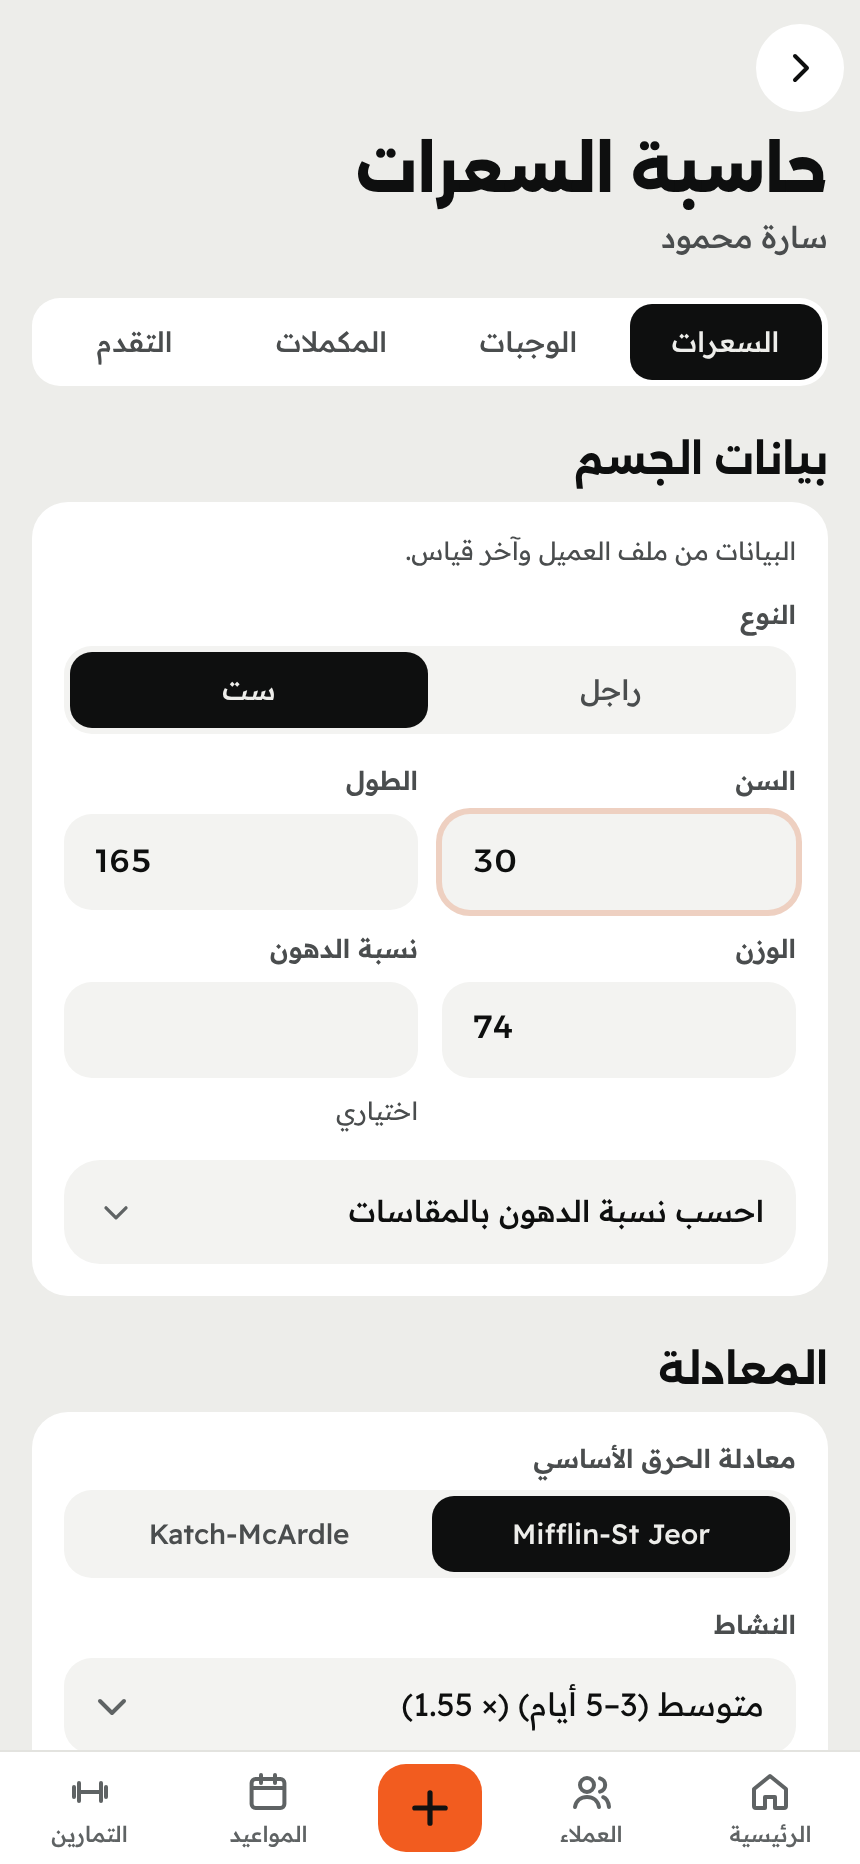 حاسبة السعرات
سارة محمود
السعرات الوجبات المكملات التقدم
بيانات الجسم
البيانات من ملف العميل وآخر قياس.
النوع
راجل ست
السن الطول
30 165
الوزن نسبة الدهون
74
اختياري
احسب نسبة الدهون بالمقاسات
المعادلة
معادلة الحرق الأساسي
Mifflin-St Jeor Katch-McArdle
النشاط
متوسط (3–5 أيام) (× 1.55)
الرئيسية العملاء المواعيد التمارين